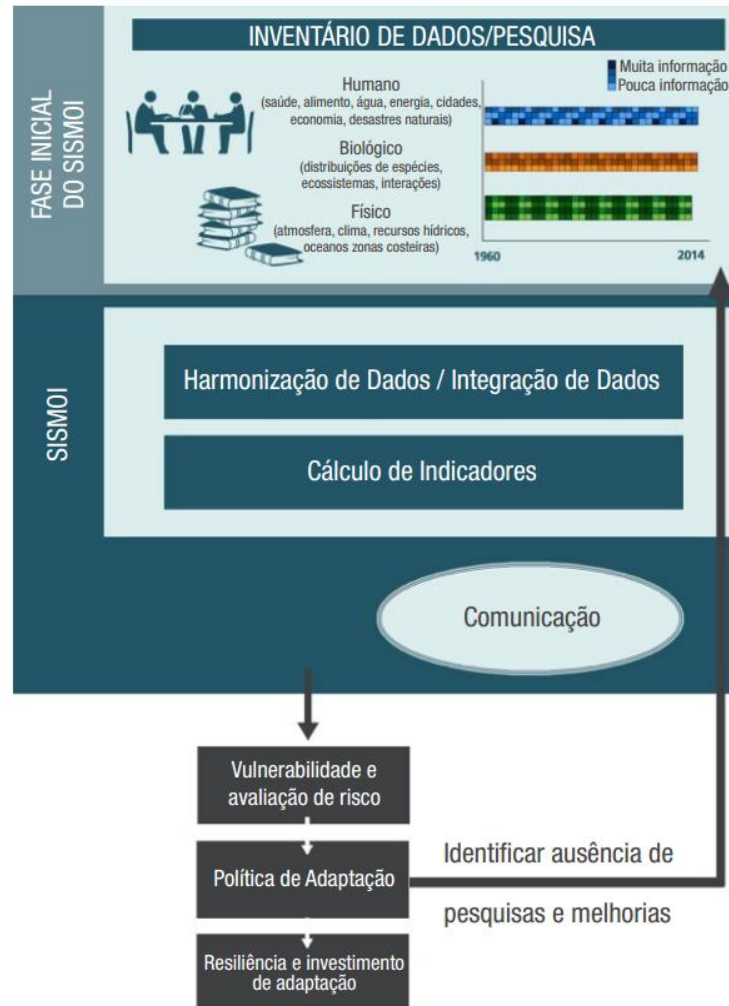 FASE INICIAL
DO SISMOI
INVENTÁRIO DE DADOS/PESQUISA
Muita informação
Pouca informação
Humano
(saúde, alimento, água, energia, cidades,
economia, desastres naturais)
Biológico
(distribuições de espécies,
ecossistemas, interações)
Físico
(atmosfera, clima, recursos hídricos,
oceanos zonas costeiras)
1960
2014
SISMOI
Harmonização de Dados / Integração de Dados
Cálculo de Indicadores
Comunicação
Vulnerabilidade e
avaliação de risco
Política de Adaptação
Identificar ausência de
pesquisas e melhorias
Resiliência e investimento
de adaptação